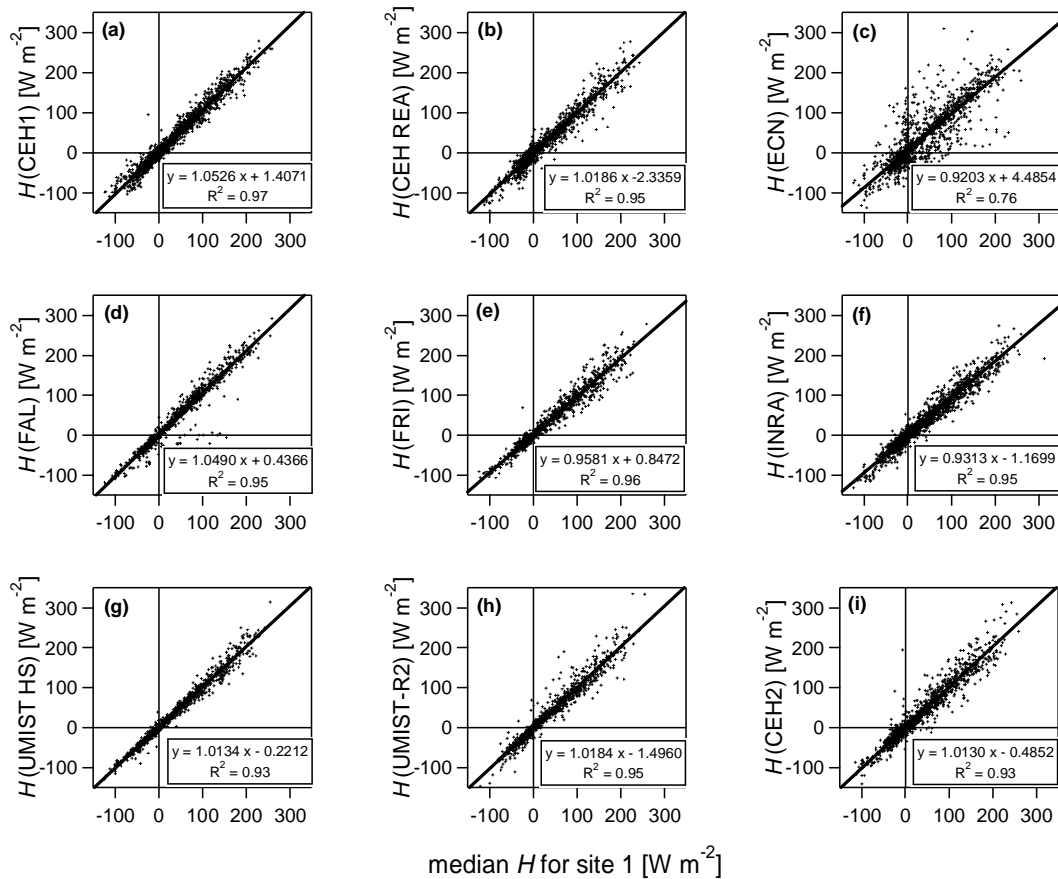 (a)
H(CEH1) [W m-2]
300
200
100
0
-100
y = 1.0526 x + 1.4071
R2 = 0.97
-100 0 100 200 300
(b)
H(CEH REA) [W m-2]
300
200
100
0
-100
y = 1.0186 x -2.3359
R2 = 0.95
-100 0 100 200 300
(c)
H(ECN) [W m-2]
300
200
100
0
-100
y = 0.9203 x + 4.4854
R2 = 0.76
-100 0 100 200 300
(d)
H(FAL) [W m-2]
300
200
100
0
-100
y = 1.0490 x + 0.4366
R2 = 0.95
-100 0 100 200 300
(e)
H(FRI) [W m-2]
300
200
100
0
-100
y = 0.9581 x + 0.8472
R2 = 0.96
-100 0 100 200 300
(f)
H(INRA) [W m-2]
300
200
100
0
-100
y = 0.9313 x - 1.1699
R2 = 0.95
-100 0 100 200 300
(g)
H(UMIST HS) [W m-2]
300
200
100
0
-100
y = 1.0134 x - 0.2212
R2 = 0.93
-100 0 100 200 300
(h)
H(UMIST-R2) [W m-2]
300
200
100
0
-100
y = 1.0184 x - 1.4960
R2 = 0.95
-100 0 100 200 300
(i)
H(CEH2) [W m-2]
300
200
100
0
-100
y = 1.0130 x - 0.4852
R2 = 0.93
-100 0 100 200 300
median H for site 1 [W m-2]